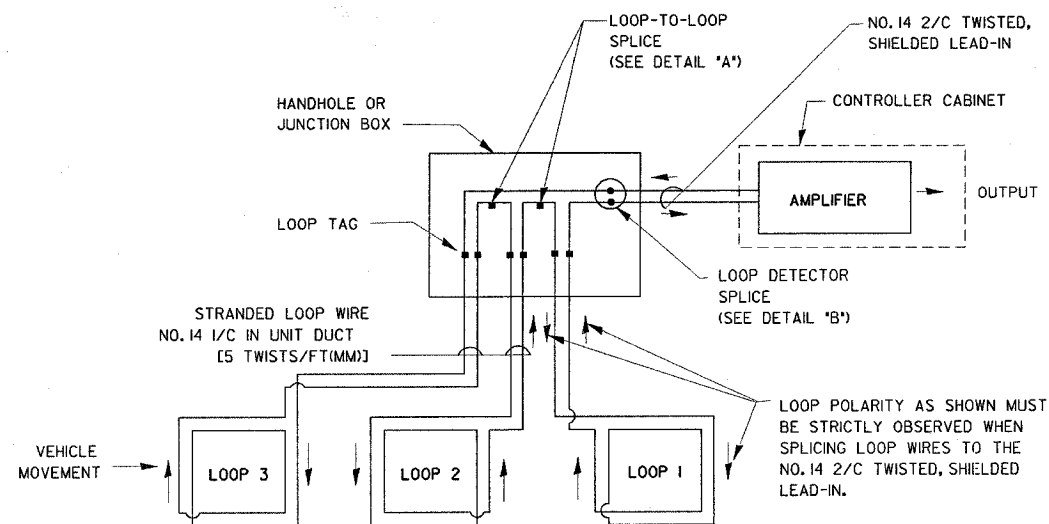 LOOP-TO-LOOP
SPLICE
(SEE DETAIL "A")
NO. 14 2/C TWISTED,
SHIELDED LEAD-IN
HANDHOLE OR
JUNCTION BOX
CONTROLLER CABINET
AMPLIFIER
OUTPUT
LOOP TAG
LOOP DETECTOR
SPLICE
(SEE DETAIL "B")
STRANDED LOOP WIRE
NO. 14 1/C IN UNIT DUCT
[5 TWISTS/FT(MM)]
LOOP POLARITY AS SHOWN MUST
BE STRICTLY OBSERVED WHEN
SPLICING LOOP WIRES TO THE
NO. 14 2/C TWISTED, SHIELDED
LEAD-IN.
VEHICLE
MOVEMENT
LOOP 3
LOOP 2
LOOP 1